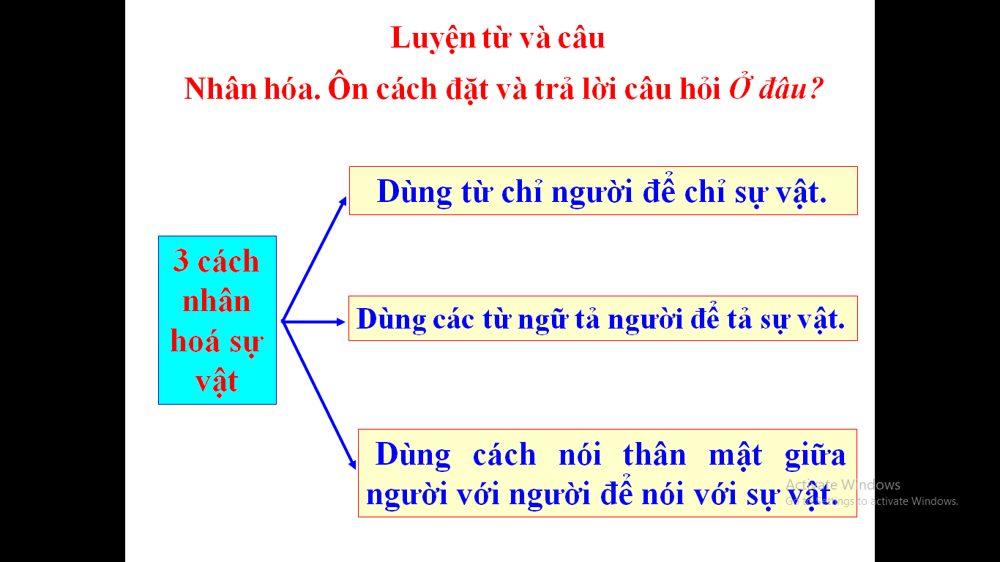 Luyện từ và câu
Nhân hóa. Ôn cách đặt và trả lời câu hỏi Ở đâu?
Dùng từ chỉ người để chỉ sự vật.
3 cách
nhân
hoá sự
vật
Dùng các từ ngữ tả người để tả sự vật.
Dùng cách nói thân mật giữa
người với người để nói với sự vật.
Activate Windows
Go to Settings to activate Windows.